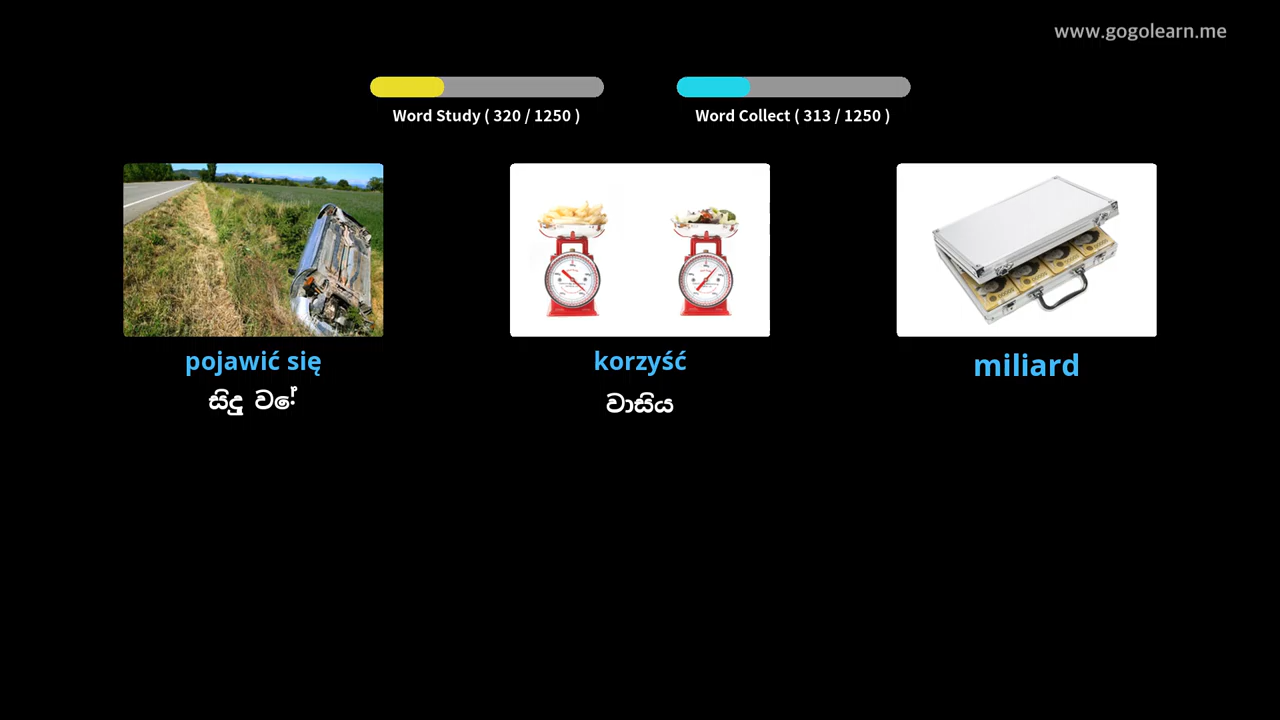 www.gogolearn.me
Word Study ( 320 / 1250 )
Word Collect ( 313 / 1250 )
pojawić się
korzyść
miliard
සිදු වේ.
වාසිය